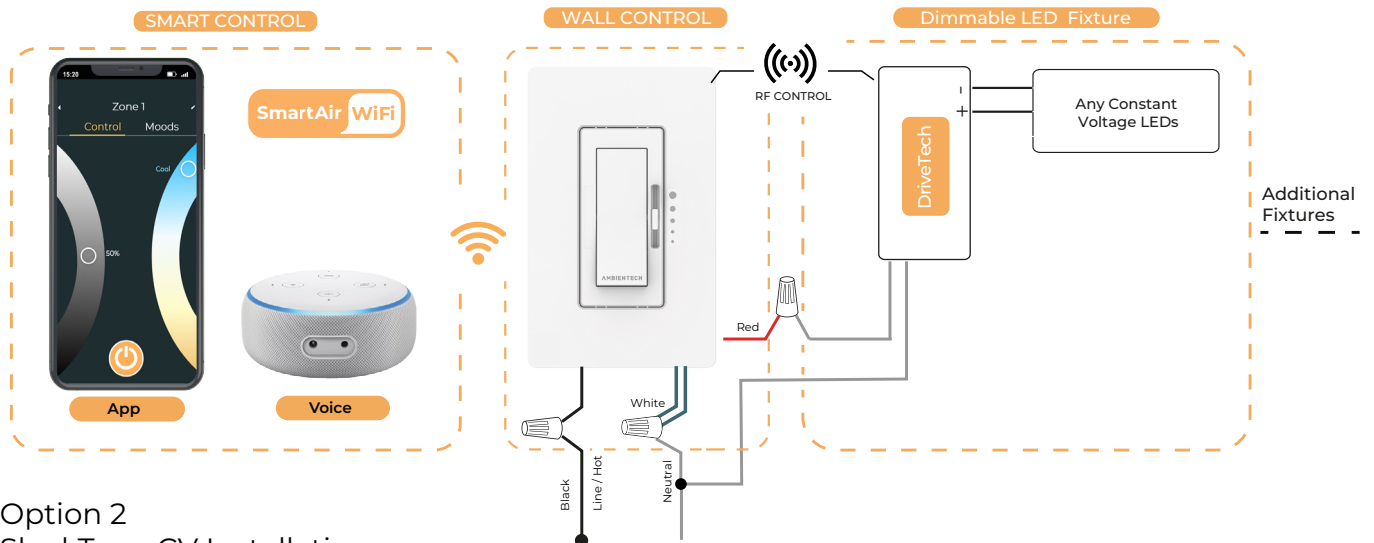 SMART CONTROL
WALL CONTROL
Dimmable LED Fixture
15:20
Zone 1
Control
Moods
Cool
50%
App
SmartAir WiFi
Voice
AMBIENTECH
RF CONTROL
-
+
DriveTech
Any Constant
Voltage LEDs
Additional
Fixtures
Red
White
Black
Line / Hot
Neutral
Option 2